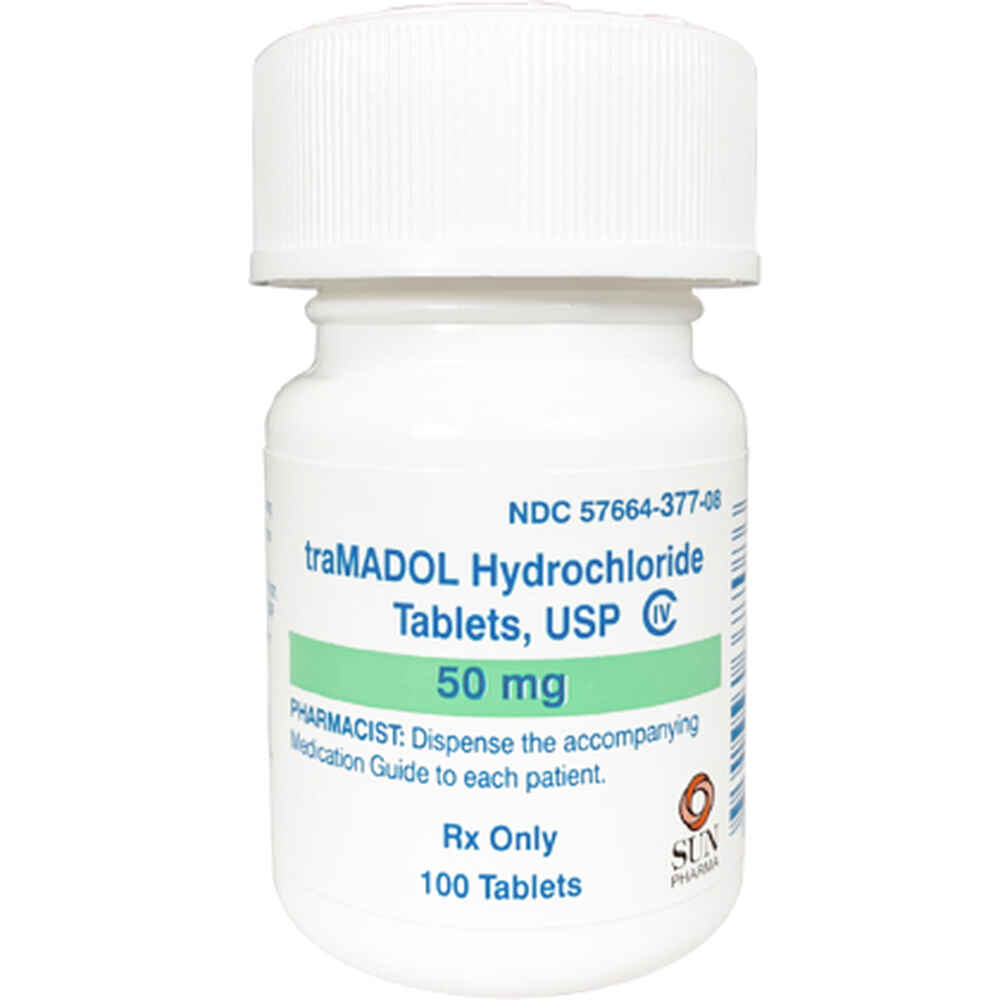 NDC 57664-377-08
traMADOL Hydrochloride
Tablets, USP CIV
50 mg
PHARMACIST: Dispense the accompanying
Medication Guide to each patient.
Rx Only
100 Tablets
SUN
PHARMA